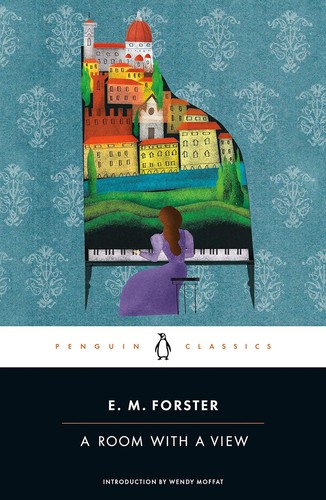 PENGUIN CLASSICS
E. M. FORSTER
A ROOM WITH A VIEW
INTRODUCTION BY WENDY MOFFAT